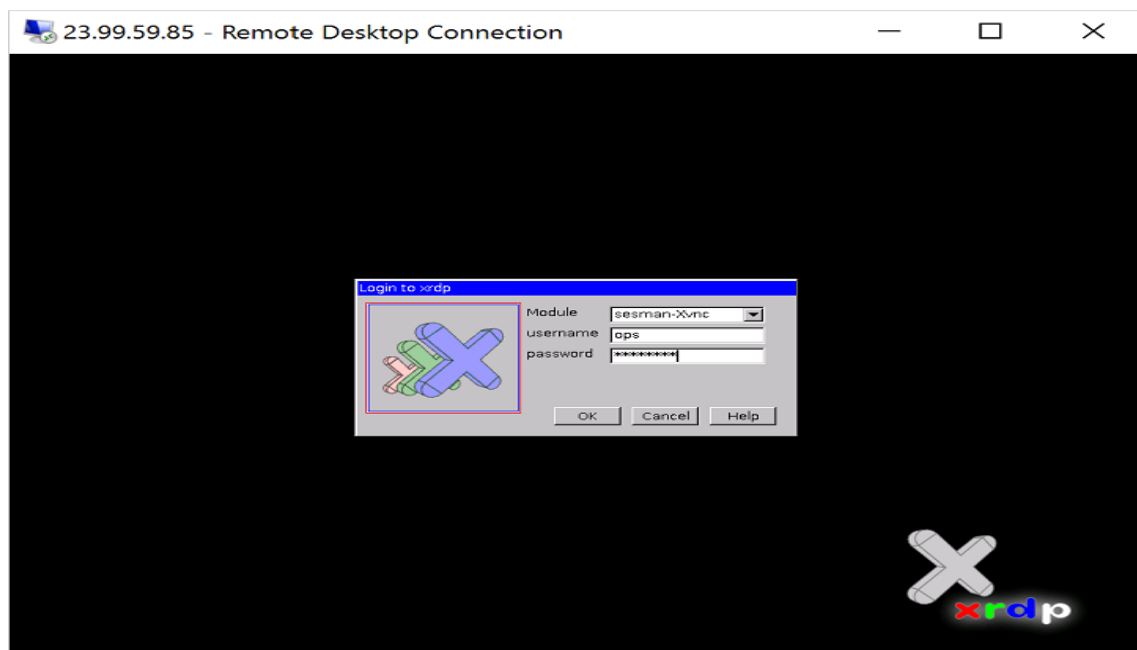 23.99.59.85 - Remote Desktop Connection
Login to xrdp
Module sesman-Xvnc
username ops
password *********
OK Cancel Help
xrdp